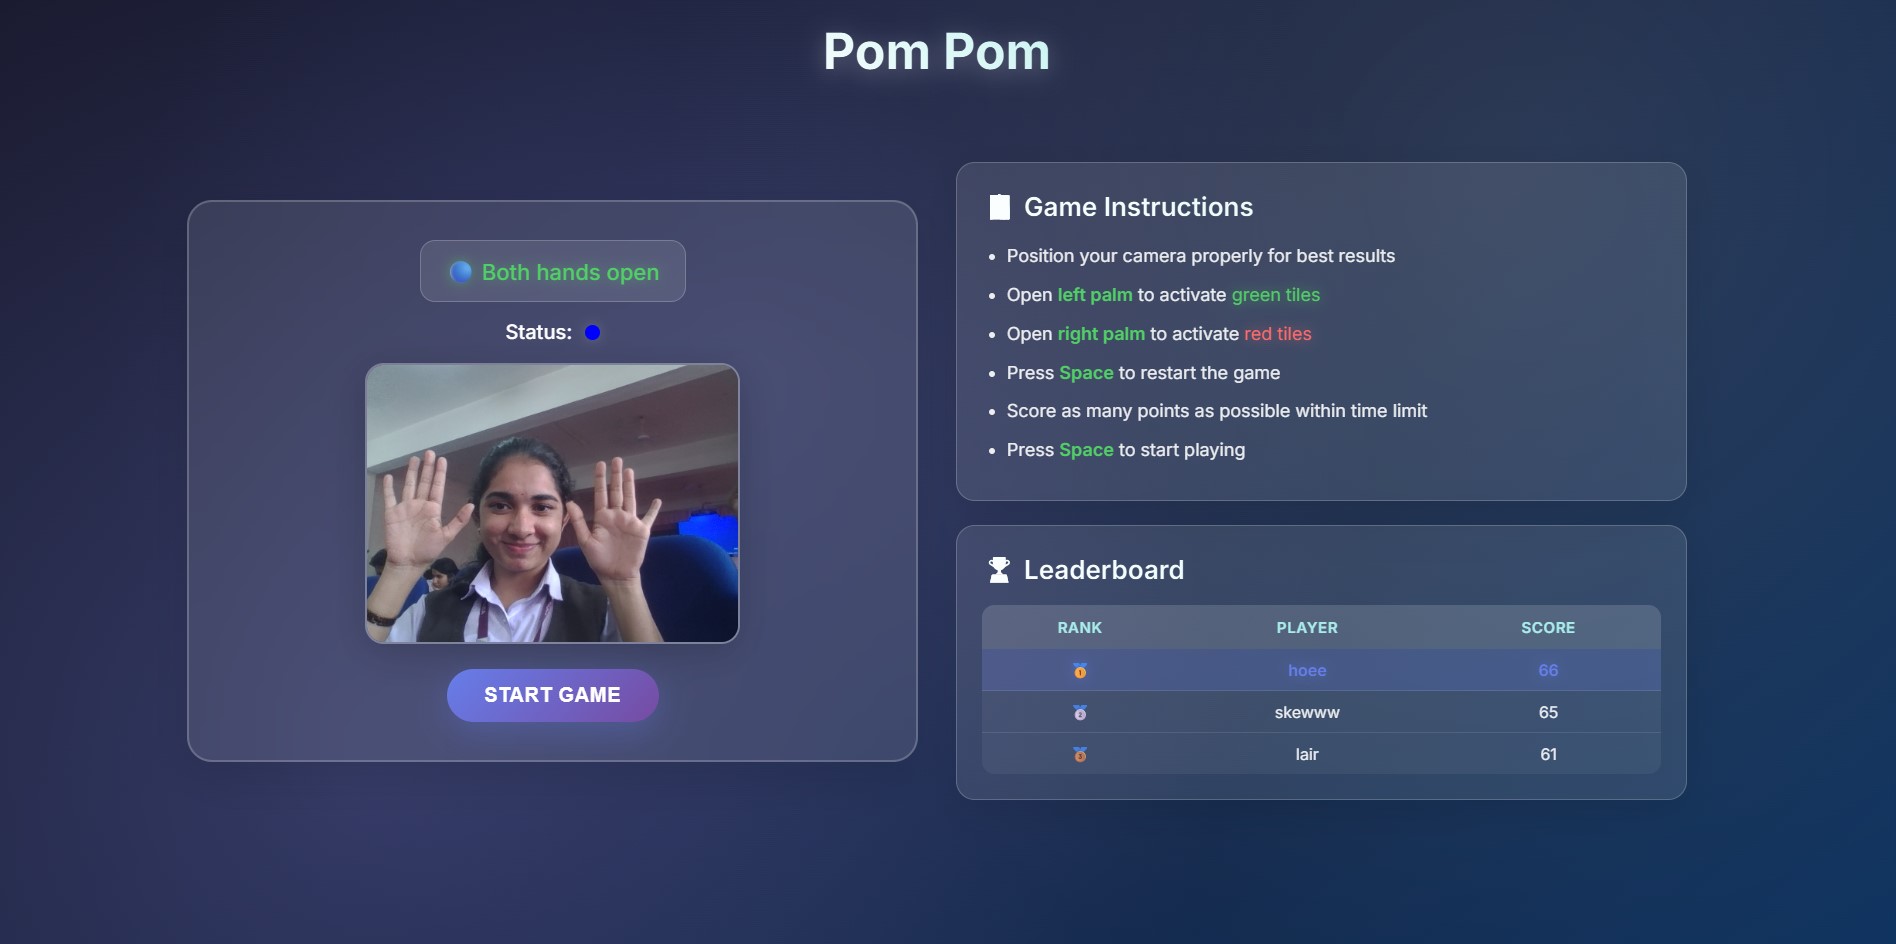 Pom Pom
Both hands open
Status:
START GAME
Game Instructions
Position your camera properly for best results
Open left palm to activate green tiles
Open right palm to activate red tiles
Press Space to restart the game
Score as many points as possible within time limit
Press Space to start playing
Leaderboard
RANK PLAYER SCORE
1 hoee 66
2 skewww 65
3 lair 61